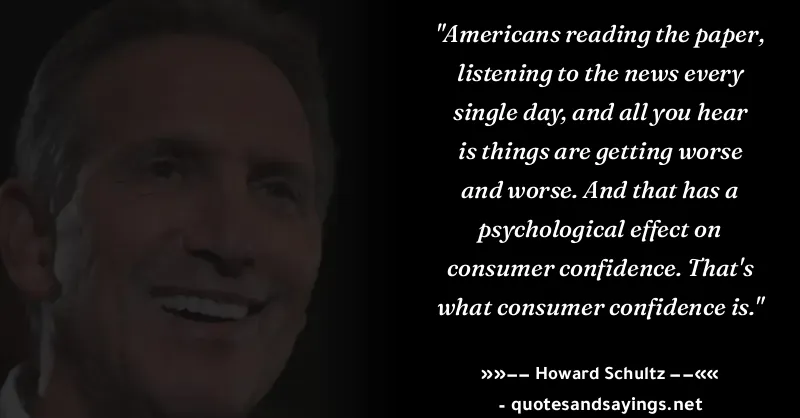 "Americans reading the paper,
listening to the news every
single day, and all you hear
is things are getting worse
and worse. And that has a
psychological effect on
consumer confidence. That's
what consumer confidence is."
»»−− Howard Schultz −−««
- quotesandsayings.net